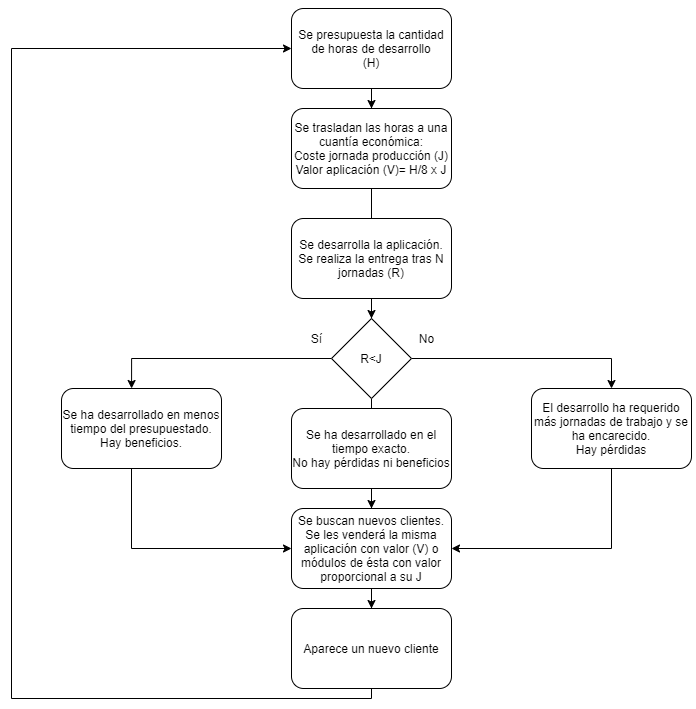 Se presupuesta la cantidad
de horas de desarrollo
(H)
Se trasladan las horas a una
cuantía económica:
Coste jornada producción (J)
Valor aplicación (V)= H/8 x J
Se desarrolla la aplicación.
Se realiza la entrega tras N
jornadas (R)
Sí
No
R<J
Se ha desarrollado en menos
tiempo del presupuestado.
Hay beneficios.
Se ha desarrollado en el
tiempo exacto.
No hay pérdidas ni beneficios
El desarrollo ha requerido
más jornadas de trabajo y se
ha encarecido.
Hay pérdidas
Se buscan nuevos clientes.
Se les venderá la misma
aplicación con valor (V) o
módulos de ésta con valor
proporcional a su J
Aparece un nuevo cliente